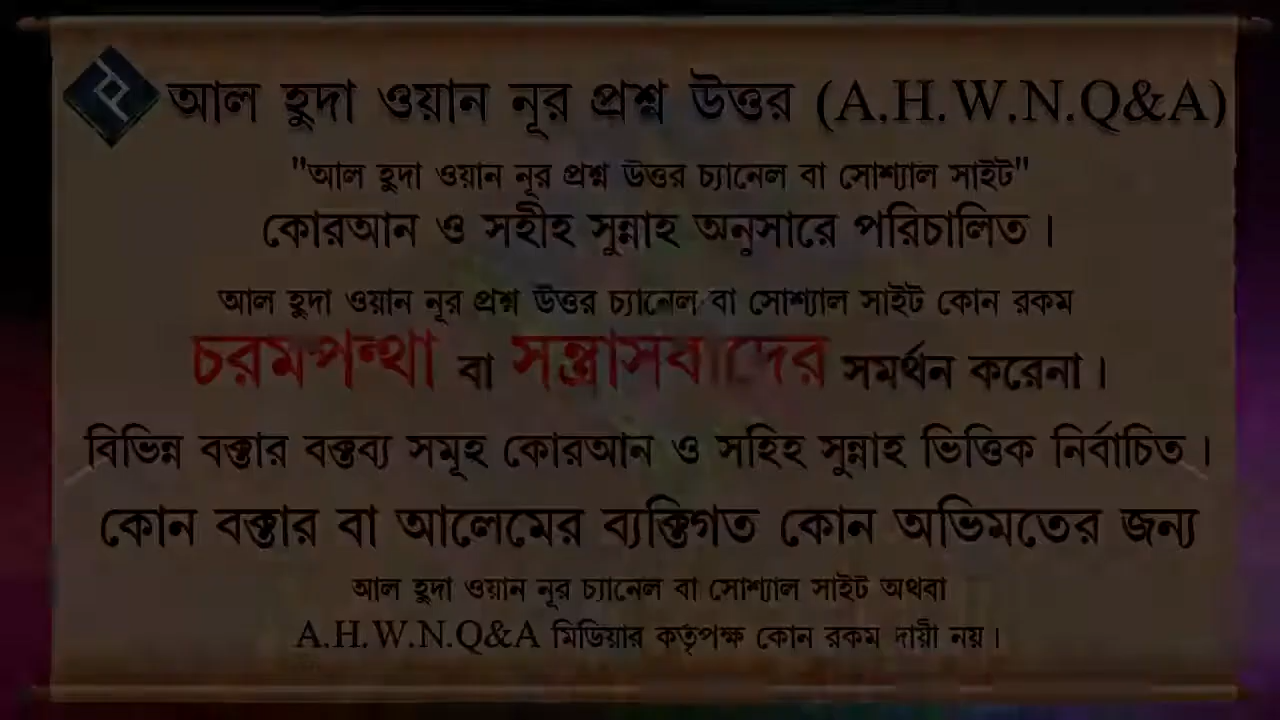 আল হুদা ওয়ান নূর প্রশ্ন উত্তর (A.H.W.N.Q&A)
"আল হুদা ওয়ান নূর প্রশ্ন উত্তর চ্যানেল বা সোশ্যাল সাইট"
কোরআন ও সহীহ সুন্নাহ অনুসারে পরিচালিত।
আল হুদা ওয়ান নূর প্রশ্ন উত্তর চ্যানেল বা সোশ্যাল সাইট কোন রকম
চরমপন্থা বা সন্ত্রাসবাদের সমর্থন করেনা।
বিভিন্ন বক্তার বক্তব্য সমূহ কোরআন ও সহিহ সুন্নাহ ভিত্তিক নির্বাচিত।
কোন বক্তার বা আলেমের ব্যক্তিগত কোন অভিমতের জন্য
আল হুদা ওয়ান নূর চ্যানেল বা সোশ্যাল সাইট অথবা
A.H.W.N.Q&A মিডিয়ার কর্তৃপক্ষ কোন রকম দায়ী নয়।